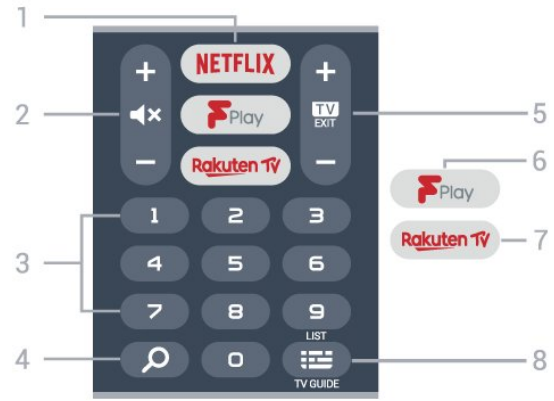 1
NETFLIX
+ +
2
Play
TV
EXIT
5
- -
Rakuten TV
6
Play
Rakuten TV
7
1 2 3
3
4 5 6
7 8 9
LIST
4
0
8
TV GUIDE